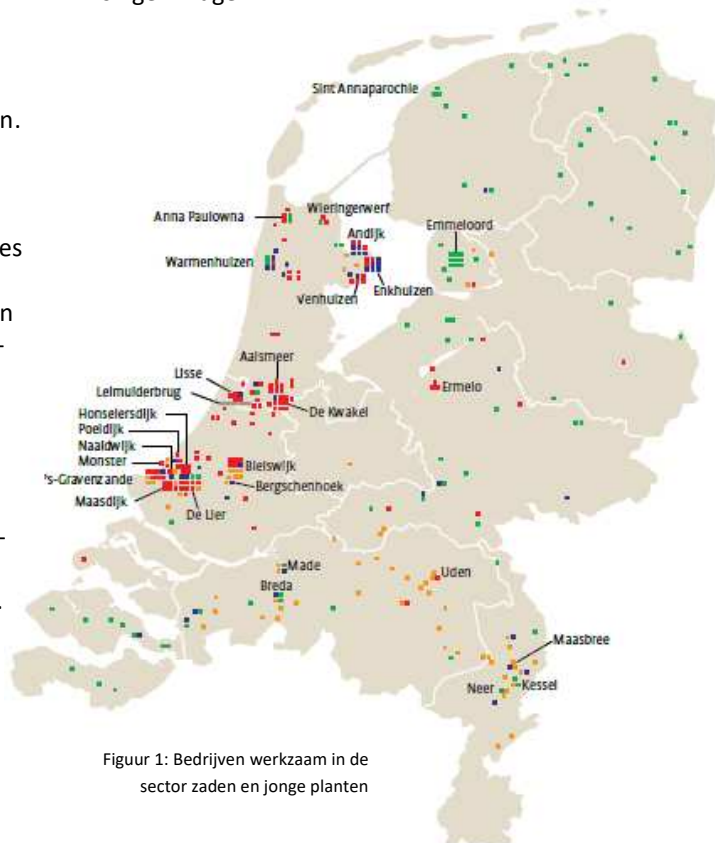 n.
es
n
-
-
.
Sint Annaparochie
Anna Paulowna
Wieringerwerf
Andijk
Emmeloord
Warmenhuizen
Venhuizen
Enkhuizen
Aalsmeer
Lisse
Leimuiderbrug
Ermelo
De Kwakel
Honselersdijk
Poeldijk
Naaldwijk
Monster
's-Gravenzande
Maasdijk
De Lier
Bleiswijk
Bergschenhoek
Made
Breda
Uden
Maasbree
Neer
Kessel
Figuur 1: Bedrijven werkzaam in de
sector zaden en jonge planten